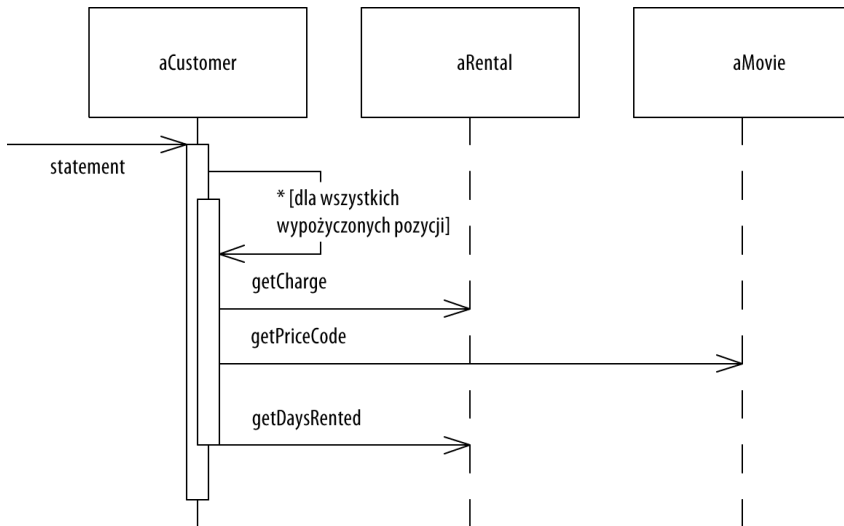 aCustomer
aRental
aMovie
statement
* [dla wszystkich
wypożyczonych pozycji]
getCharge
getPriceCode
getDaysRented